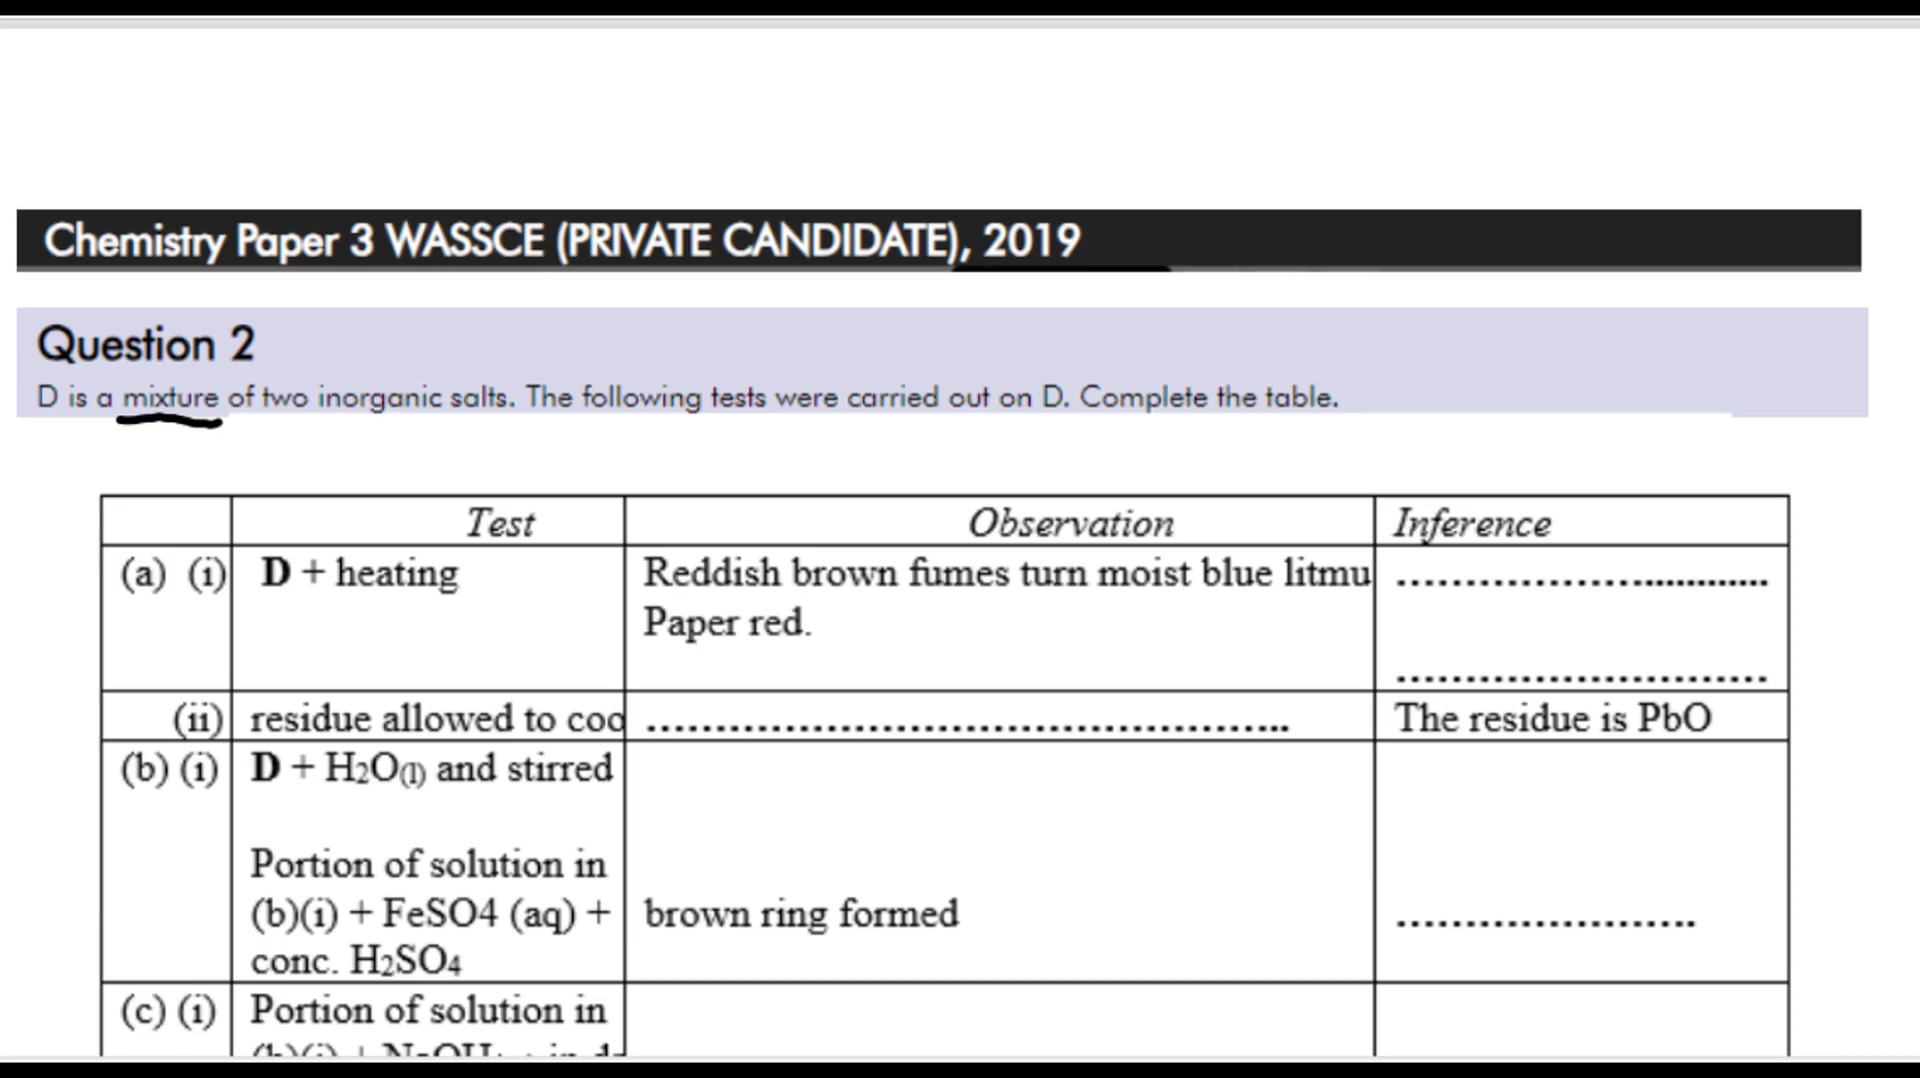 Chemistry Paper 3 WASSCE (PRIVATE CANDIDATE), 2019
Question 2
D is a mixture of two inorganic salts. The following tests were carried out on D. Complete the table.
Test Observation Inference
(a) (i) D + heating Reddish brown fumes turn moist blue litmu ................................
Paper red.
................................
(ii) residue allowed to coo ................................ The residue is PbO
(b) (i) D + H2O(l) and stirred
Portion of solution in
(b)(i) + FeSO4 (aq) + brown ring formed ................................
conc. H2SO4
(c) (i) Portion of solution in